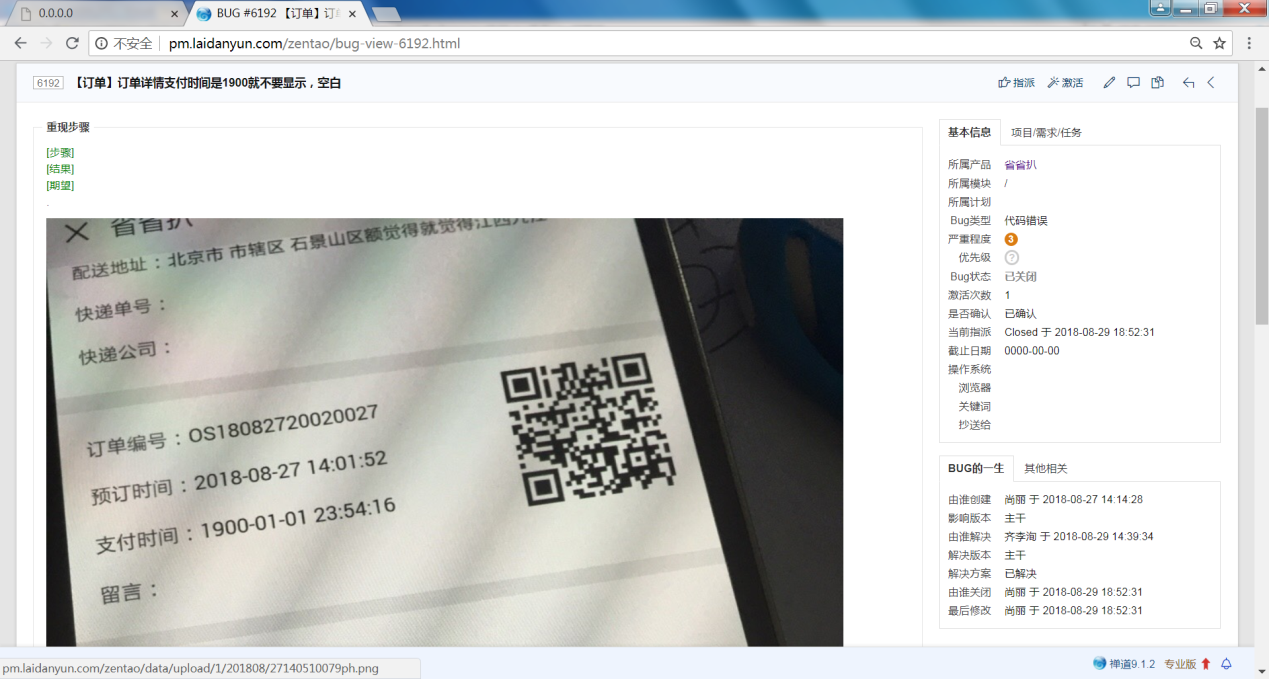 0.0.0.0
BUG #6192 【订单】订
不安全 pm.laidanyun.com/zentao/bug-view-6192.html
6192 【订单】订单详情支付时间是1900就不要显示，空白
指派 激活
重现步骤
[步骤]
[结果]
[期望]
省省扒
配送地址：北京市 市辖区 石景山区额觉得就觉得江西九江
快递单号：
快递公司：
订单编号：OS18082720020027
预订时间：2018-08-27 14:01:52
支付时间：1900-01-01 23:54:16
留言：
基本信息 项目/需求/任务
所属产品 省省扒
所属模块 /
所属计划
Bug类型 代码错误
严重程度 3
优先级 ?
Bug状态 已关闭
激活次数 1
是否确认 已确认
当前指派 Closed 于 2018-08-29 18:52:31
截止日期 0000-00-00
操作系统
浏览器
关键词
抄送给
BUG的一生 其他相关
由谁创建 尚丽 于 2018-08-27 14:14:28
影响版本 主干
由谁解决 齐李洵 于 2018-08-29 14:39:34
解决版本 主干
解决方案 已解决
由谁关闭 尚丽 于 2018-08-29 18:52:31
最后修改 尚丽 于 2018-08-29 18:52:31
pm.laidanyun.com/zentao/data/upload/1/201808/27140510079ph.png
禅道9.1.2 专业版